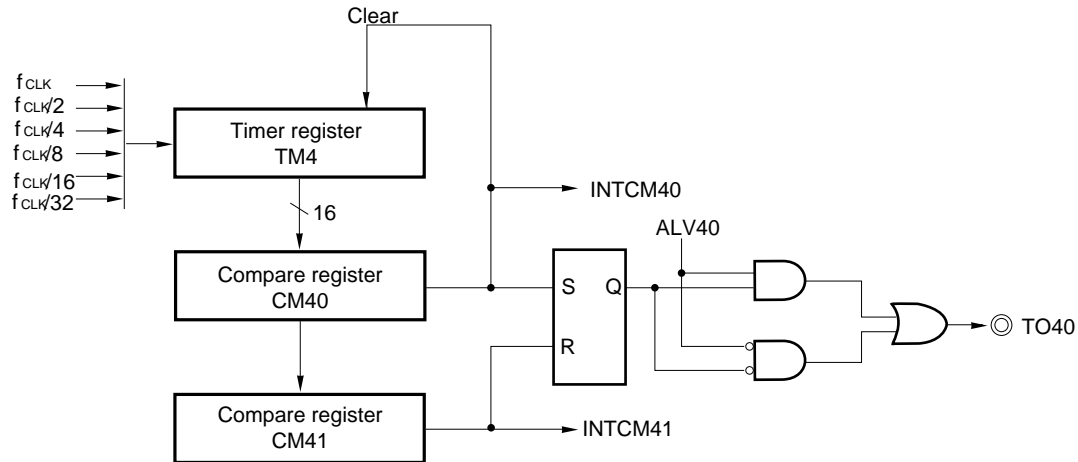 Clear
fCLK
fCLK/2
fCLK/4
fCLK/8
fCLK/16
fCLK/32
Timer register
TM4
16
INTCM40
ALV40
Compare register
CM40
S
Q
R
TO40
Compare register
CM41
INTCM41